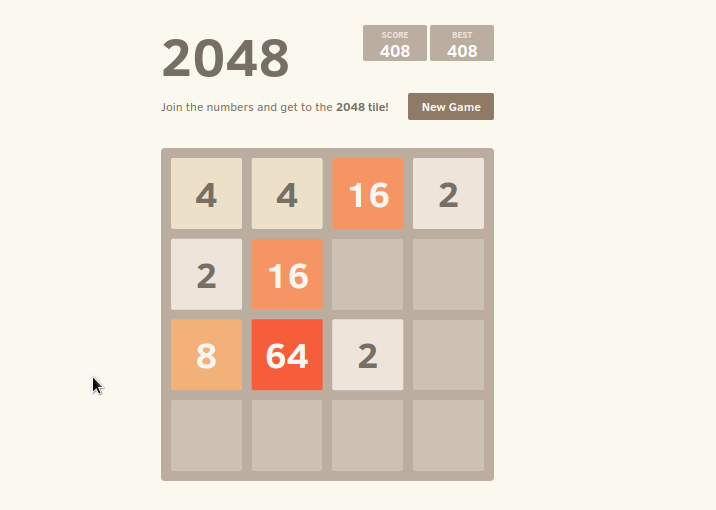 2048
SCORE
408
BEST
408
Join the numbers and get to the 2048 tile!
New Game
4 4 16 2
2 16
8 64 2